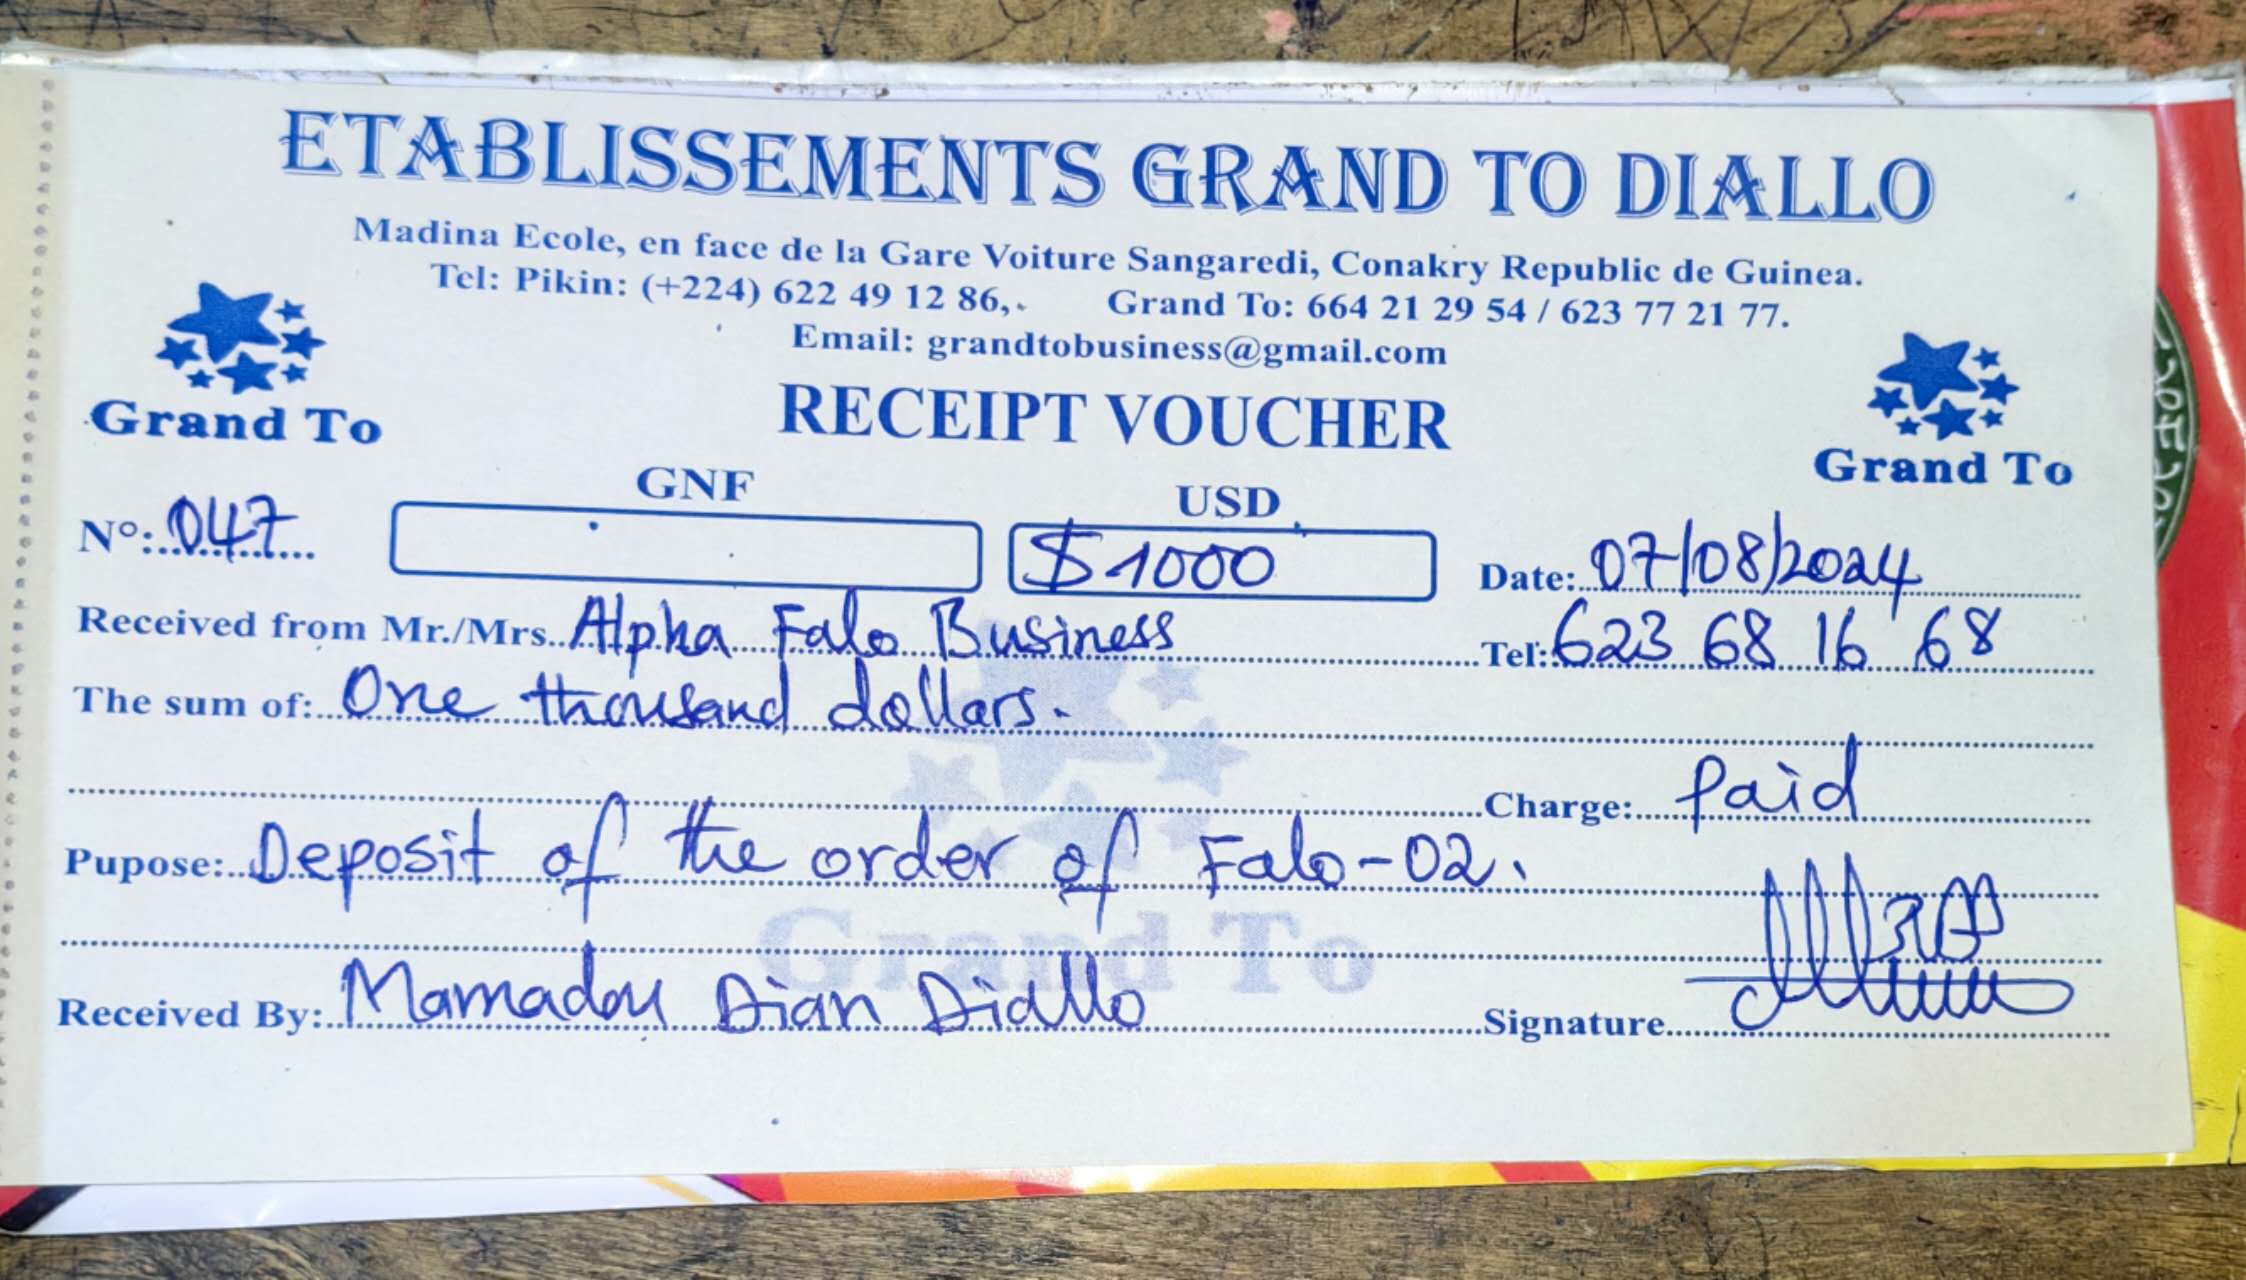 ETABLISSEMENTS GRAND TO DIALLO
Madina Ecole, en face de la Gare Voiture Sangaredi, Conakry Republic de Guinea.
Tel: Pikin: (+224) 622 49 12 86,. Grand To: 664 21 29 54 / 623 77 21 77.
Email: grandtobusiness@gmail.com
Grand To
RECEIPT VOUCHER
Grand To
GNF
USD
N°: 047
$1000
Date: 07/08/2024
Received from Mr./Mrs. Alpha Falo Business Tel: 623 68 16 68
The sum of: One thousand dollars.
Charge: Paid
Pupose: Deposit of the order of Falo-02.
Grand To
Received By: Mamadou Dian Diallo Signature